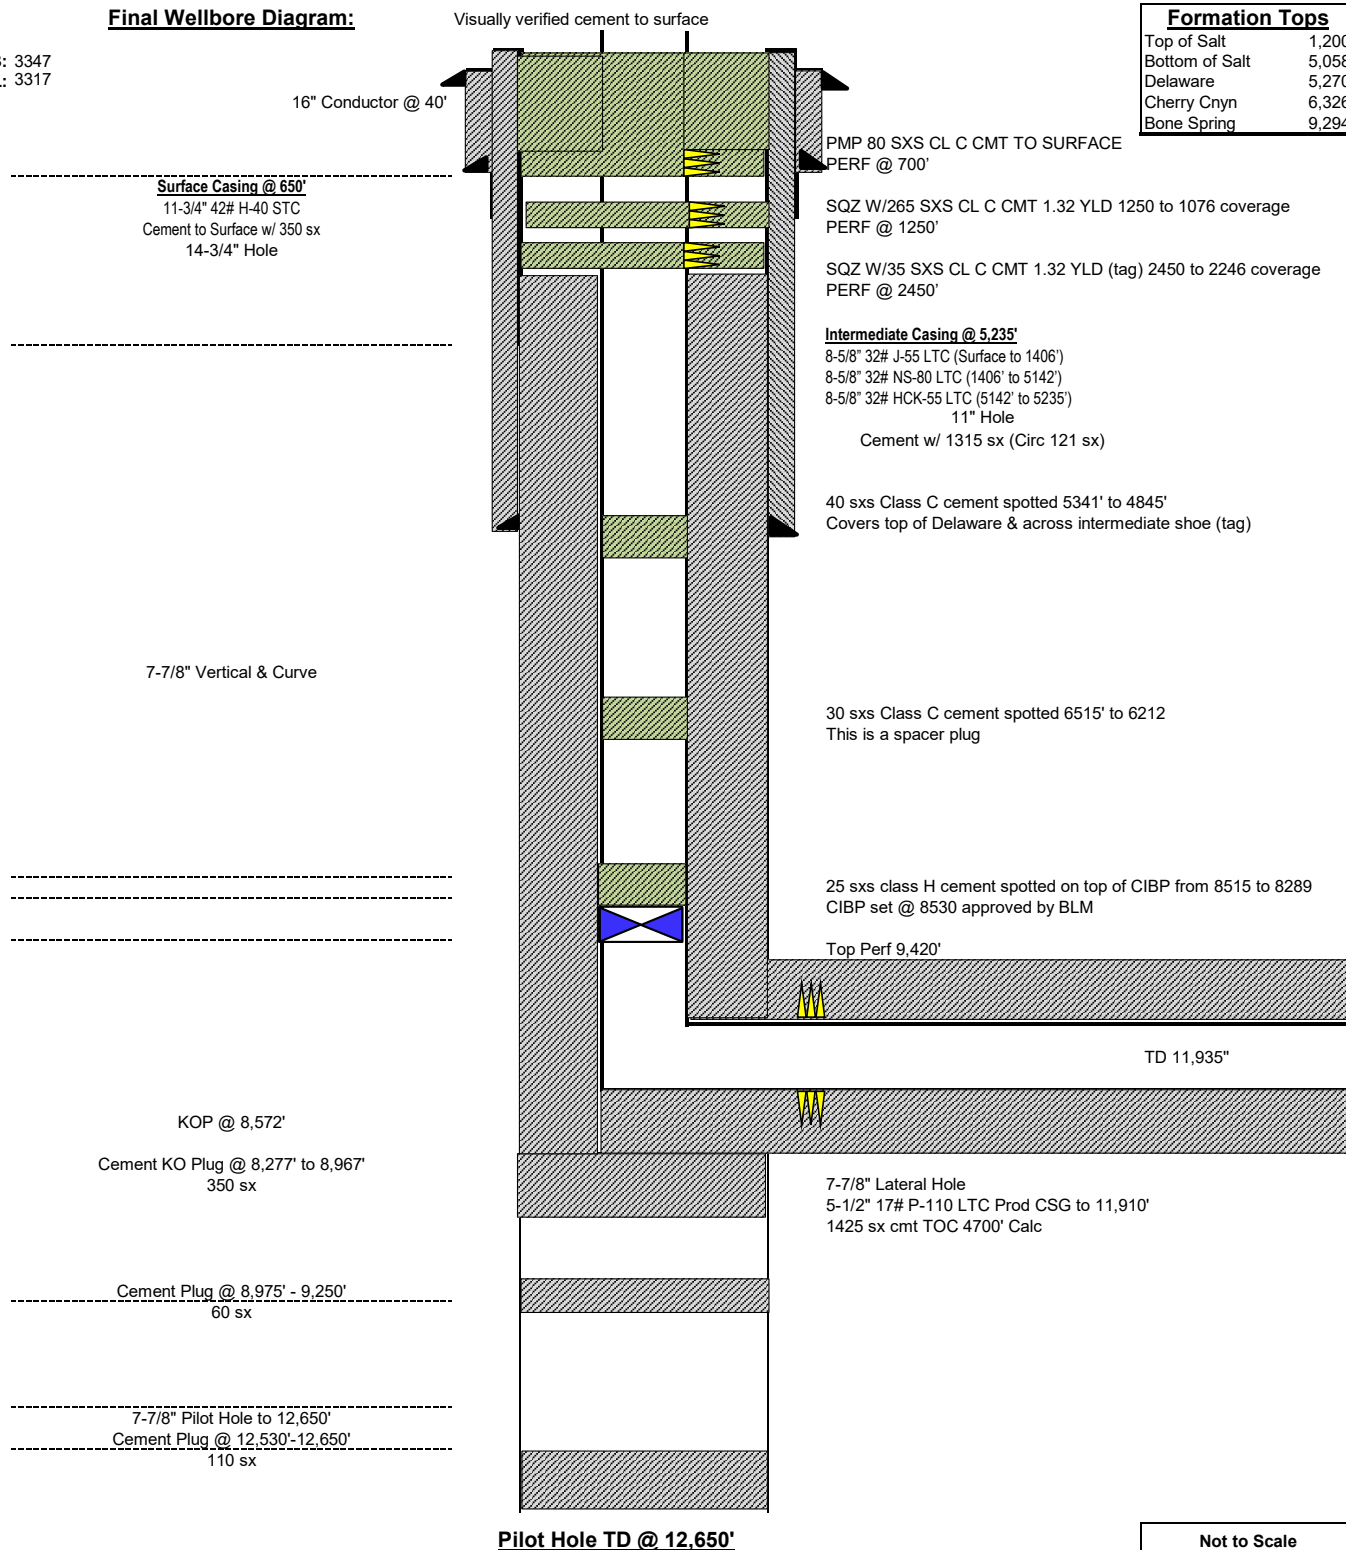 Final Wellbore Diagram:
Visually verified cement to surface
Formation Tops
Top of Salt 1,200
Bottom of Salt 5,058
Delaware 5,270
Cherry Cnyn 6,326
Bone Spring 9,294
: 3347
: 3317
16" Conductor @ 40'
PMP 80 SXS CL C CMT TO SURFACE
PERF @ 700'
Surface Casing @ 650'
11-3/4" 42# H-40 STC
Cement to Surface w/ 350 sx
14-3/4" Hole
SQZ W/265 SXS CL C CMT 1.32 YLD 1250 to 1076 coverage
PERF @ 1250'
SQZ W/35 SXS CL C CMT 1.32 YLD (tag) 2450 to 2246 coverage
PERF @ 2450'
Intermediate Casing @ 5,235'
8-5/8" 32# J-55 LTC (Surface to 1406')
8-5/8" 32# NS-80 LTC (1406' to 5142')
8-5/8" 32# HCK-55 LTC (5142' to 5235')
11" Hole
Cement w/ 1315 sx (Circ 121 sx)
40 sxs Class C cement spotted 5341' to 4845'
Covers top of Delaware & across intermediate shoe (tag)
7-7/8" Vertical & Curve
30 sxs Class C cement spotted 6515' to 6212
This is a spacer plug
25 sxs class H cement spotted on top of CIBP from 8515 to 8289
CIBP set @ 8530 approved by BLM
Top Perf 9,420'
TD 11,935"
KOP @ 8,572'
Cement KO Plug @ 8,277' to 8,967'
350 sx
7-7/8" Lateral Hole
5-1/2" 17# P-110 LTC Prod CSG to 11,910'
1425 sx cmt TOC 4700' Calc
Cement Plug @ 8,975' - 9,250'
60 sx
7-7/8" Pilot Hole to 12,650'
Cement Plug @ 12,530'-12,650'
110 sx
Pilot Hole TD @ 12,650'
Not to Scale